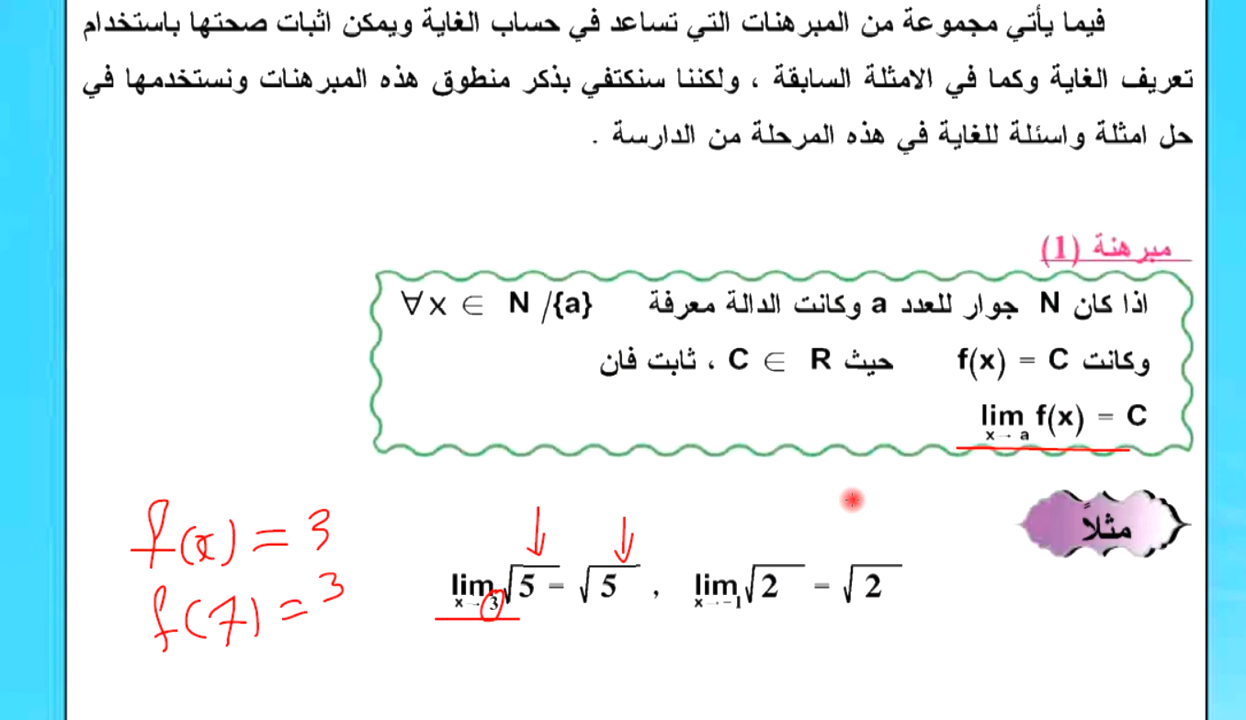 فيما يأتي مجموعة من المبرهنات التي تساعد في حساب الغاية ويمكن اثبات صحتها باستخدام
تعريف الغاية وكما في الامثلة السابقة ، ولكننا سنكتفي بذكر منطوق هذه المبرهنات ونستخدمها في
حل امثلة واسئلة للغاية في هذه المرحلة من الدارسة .
مبرهنة (1)
اذا كان N جوار للعدد a وكانت الدالة معرفة ∀x ∈ N /{a}
وكانت f(x) = C حيث C ∈ R ، ثابت فان
lim x→a f(x) = C
مثلاً
f(x) = 3
lim x→3 √5 = √5 , lim x→-1 √2 = √2
f(7) = 3